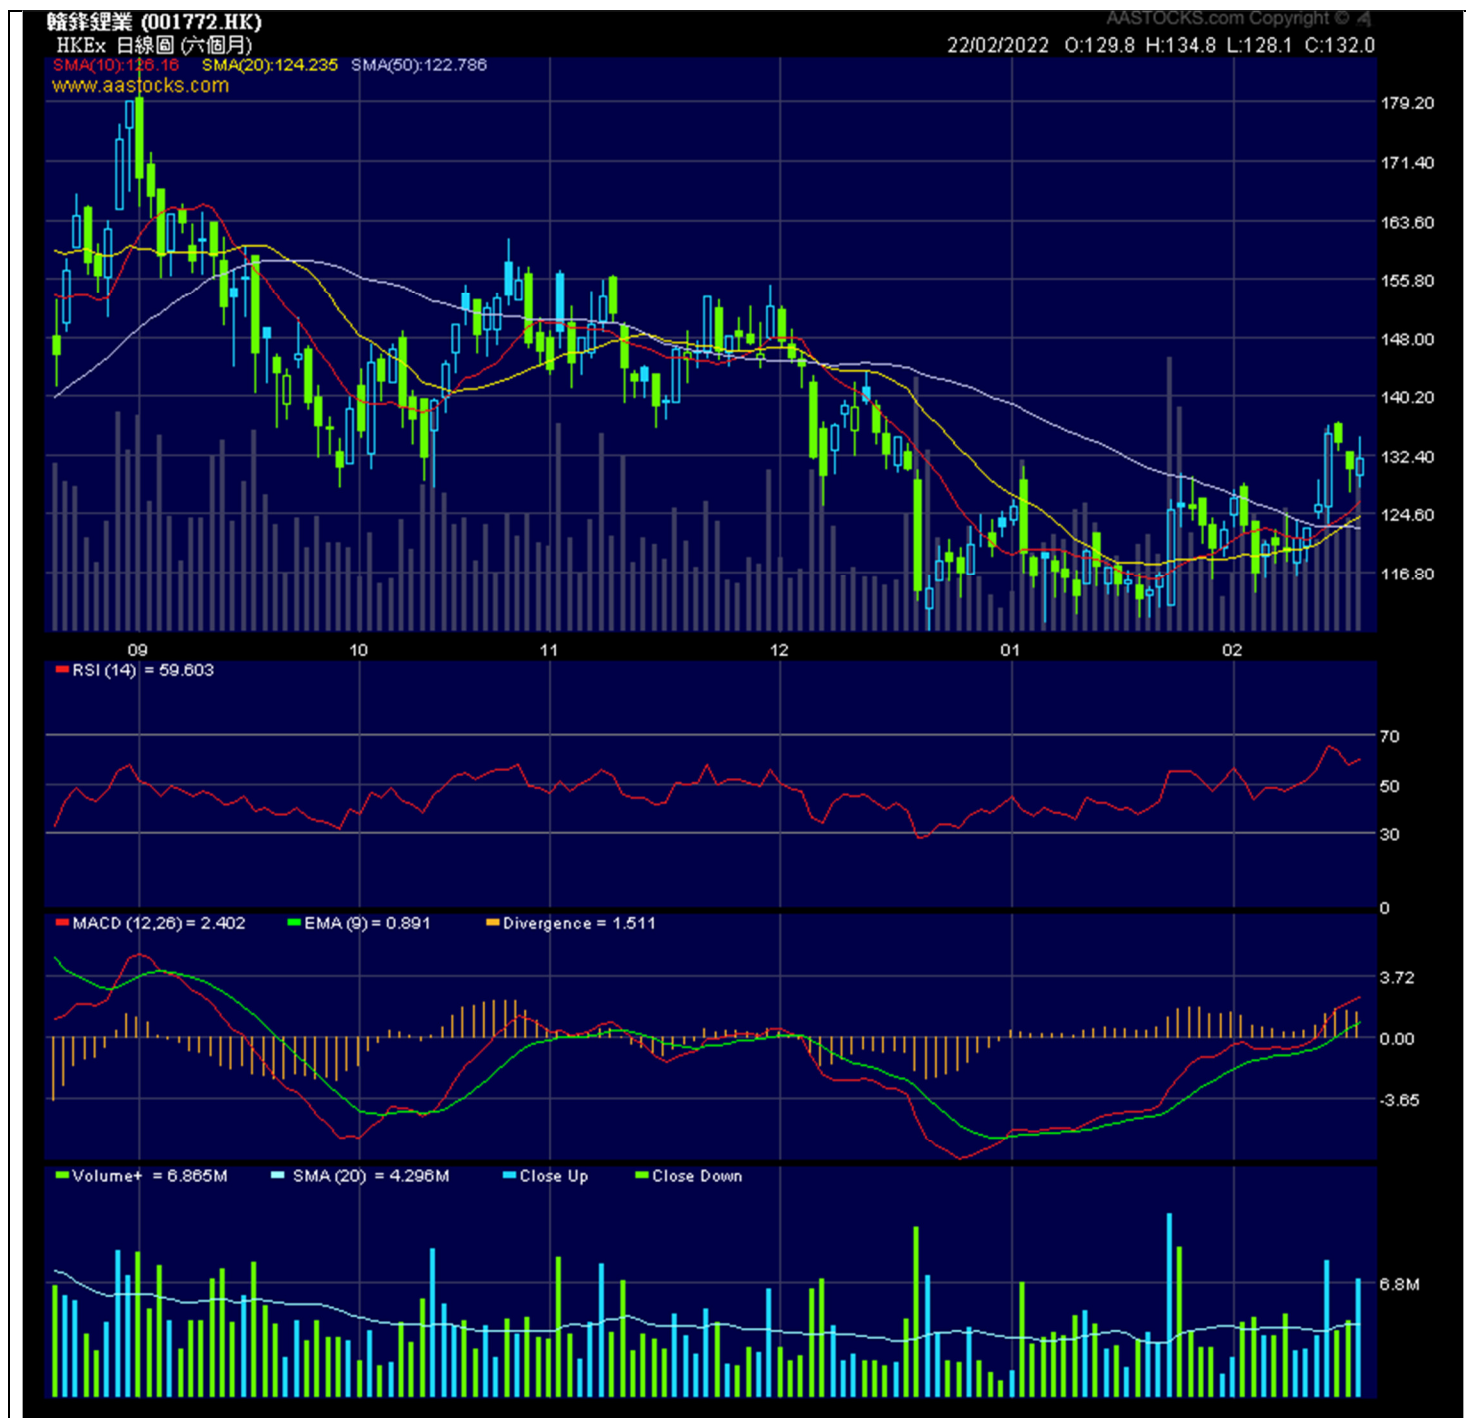 AASTOCKS.com Copyright ©
贛鋒鋰業 (001772.HK)
HKEx 日線圖 (六個月) 22/02/2022 O:129.8 H:134.8 L:128.1 C:132.0
SMA(10):126.16 SMA(20):124.235 SMA(50):122.786
www.aastocks.com
179.20
171.40
163.60
155.80
148.00
140.20
132.40
124.60
116.80
09 10 11 12 01 02
RSI (14) = 59.603
70
50
30
0
MACD (12,26) = 2.402 EMA (9) = 0.891 Divergence = 1.511
3.72
0.00
-3.65
Volume+ = 6.865M SMA (20) = 4.296M Close Up Close Down
6.8M